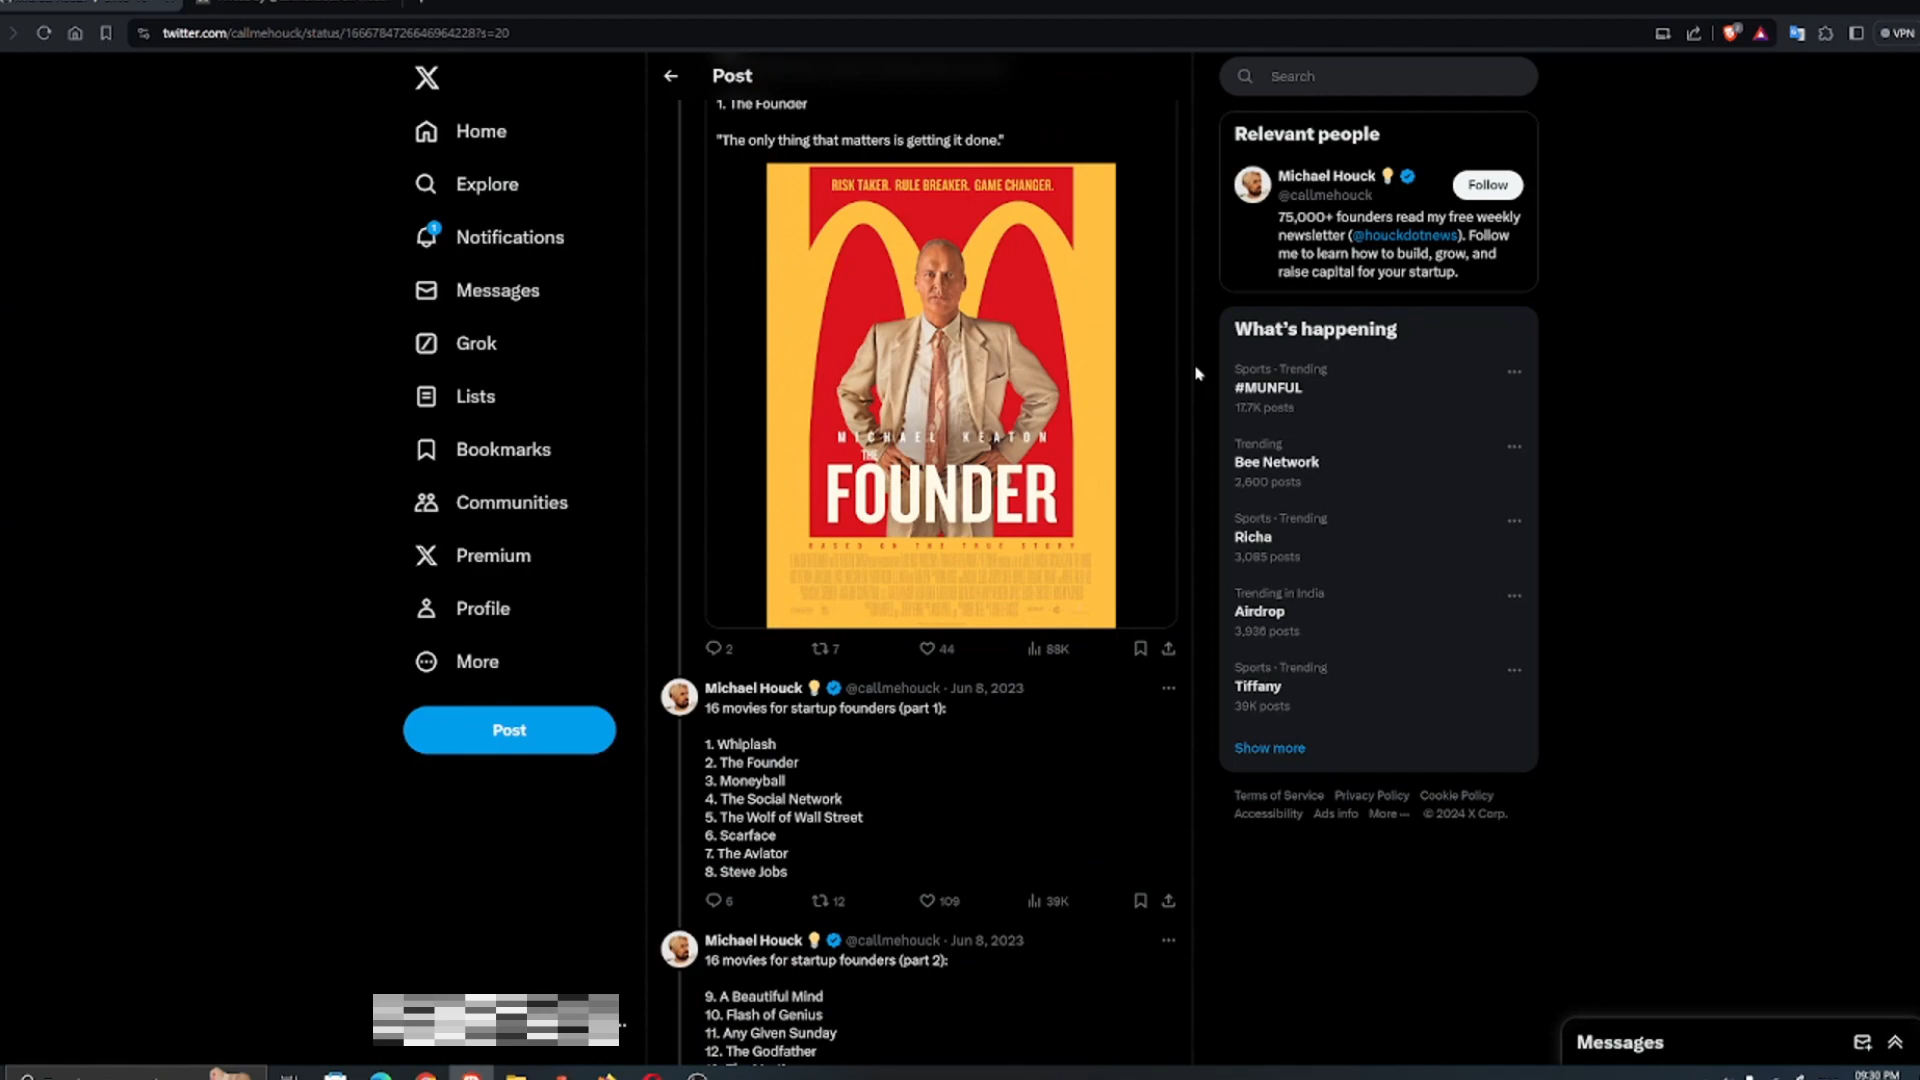 twitter.com/callmehouck/status/1666784726646964228?s=20
VPN
Home
Explore
1
Notifications
Messages
Grok
Lists
Bookmarks
Communities
Premium
Profile
More
Post
Post
1. The Founder
"The only thing that matters is getting it done."
RISK TAKER. RULE BREAKER. GAME CHANGER.
MICHAEL KEATON
THE
FOUNDER
BASED ON THE TRUE STORY
2 7 44 88K
Michael Houck @callmehouck · Jun 8, 2023
16 movies for startup founders (part 1):
1. Whiplash
2. The Founder
3. Moneyball
4. The Social Network
5. The Wolf of Wall Street
6. Scarface
7. The Aviator
8. Steve Jobs
6 12 109 39K
Michael Houck @callmehouck · Jun 8, 2023
16 movies for startup founders (part 2):
9. A Beautiful Mind
10. Flash of Genius
11. Any Given Sunday
12. The Godfather
Search
Relevant people
Michael Houck
@callmehouck
Follow
75,000+ founders read my free weekly
newsletter (@houckdotnews). Follow
me to learn how to build, grow, and
raise capital for your startup.
What's happening
Sports · Trending
#MUNFUL
17.7K posts
Trending
Bee Network
2,600 posts
Sports · Trending
Richa
3,085 posts
Trending in India
Airdrop
3,936 posts
Sports · Trending
Tiffany
39K posts
Show more
Terms of Service Privacy Policy Cookie Policy
Accessibility Ads info More ··· © 2024 X Corp.
Messages
09:30 PM